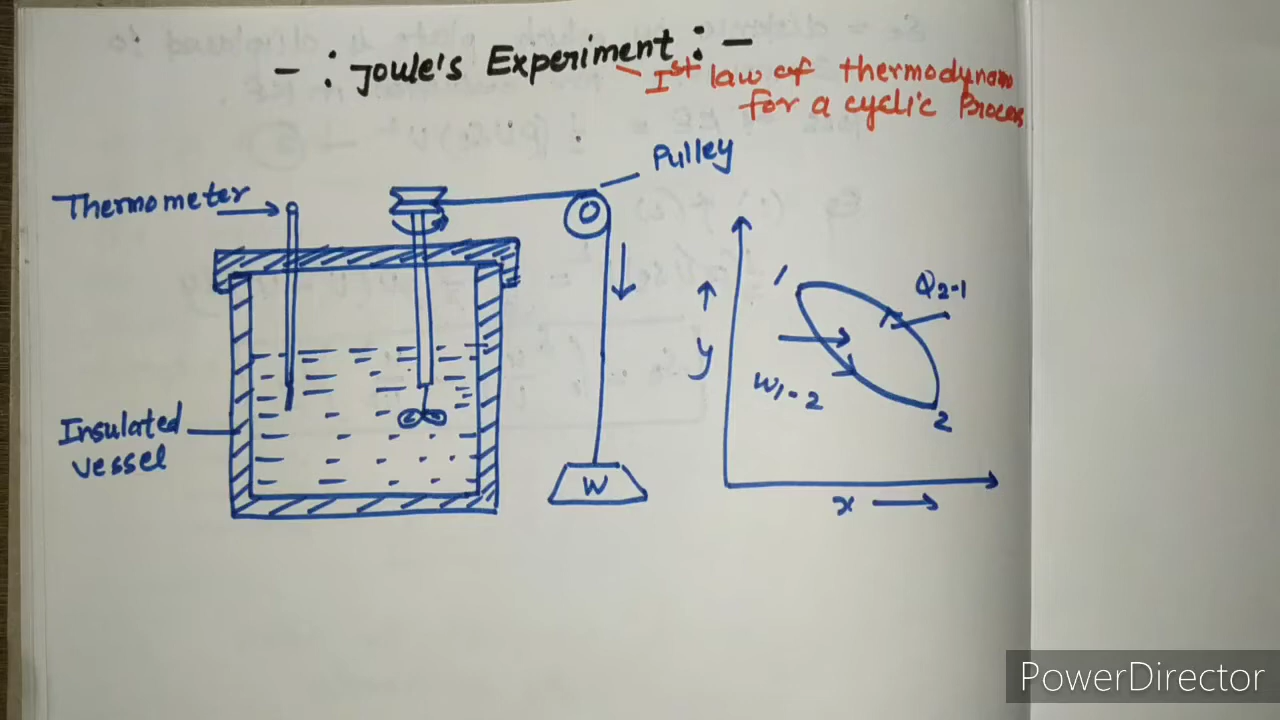 - : Joule's Experiment : -
Ist law of thermodynam
for a cyclic Process
Pulley
Thermometer
Q2-1
1
y
W1-2
2
Insulated
vessel
W
x
PowerDirector